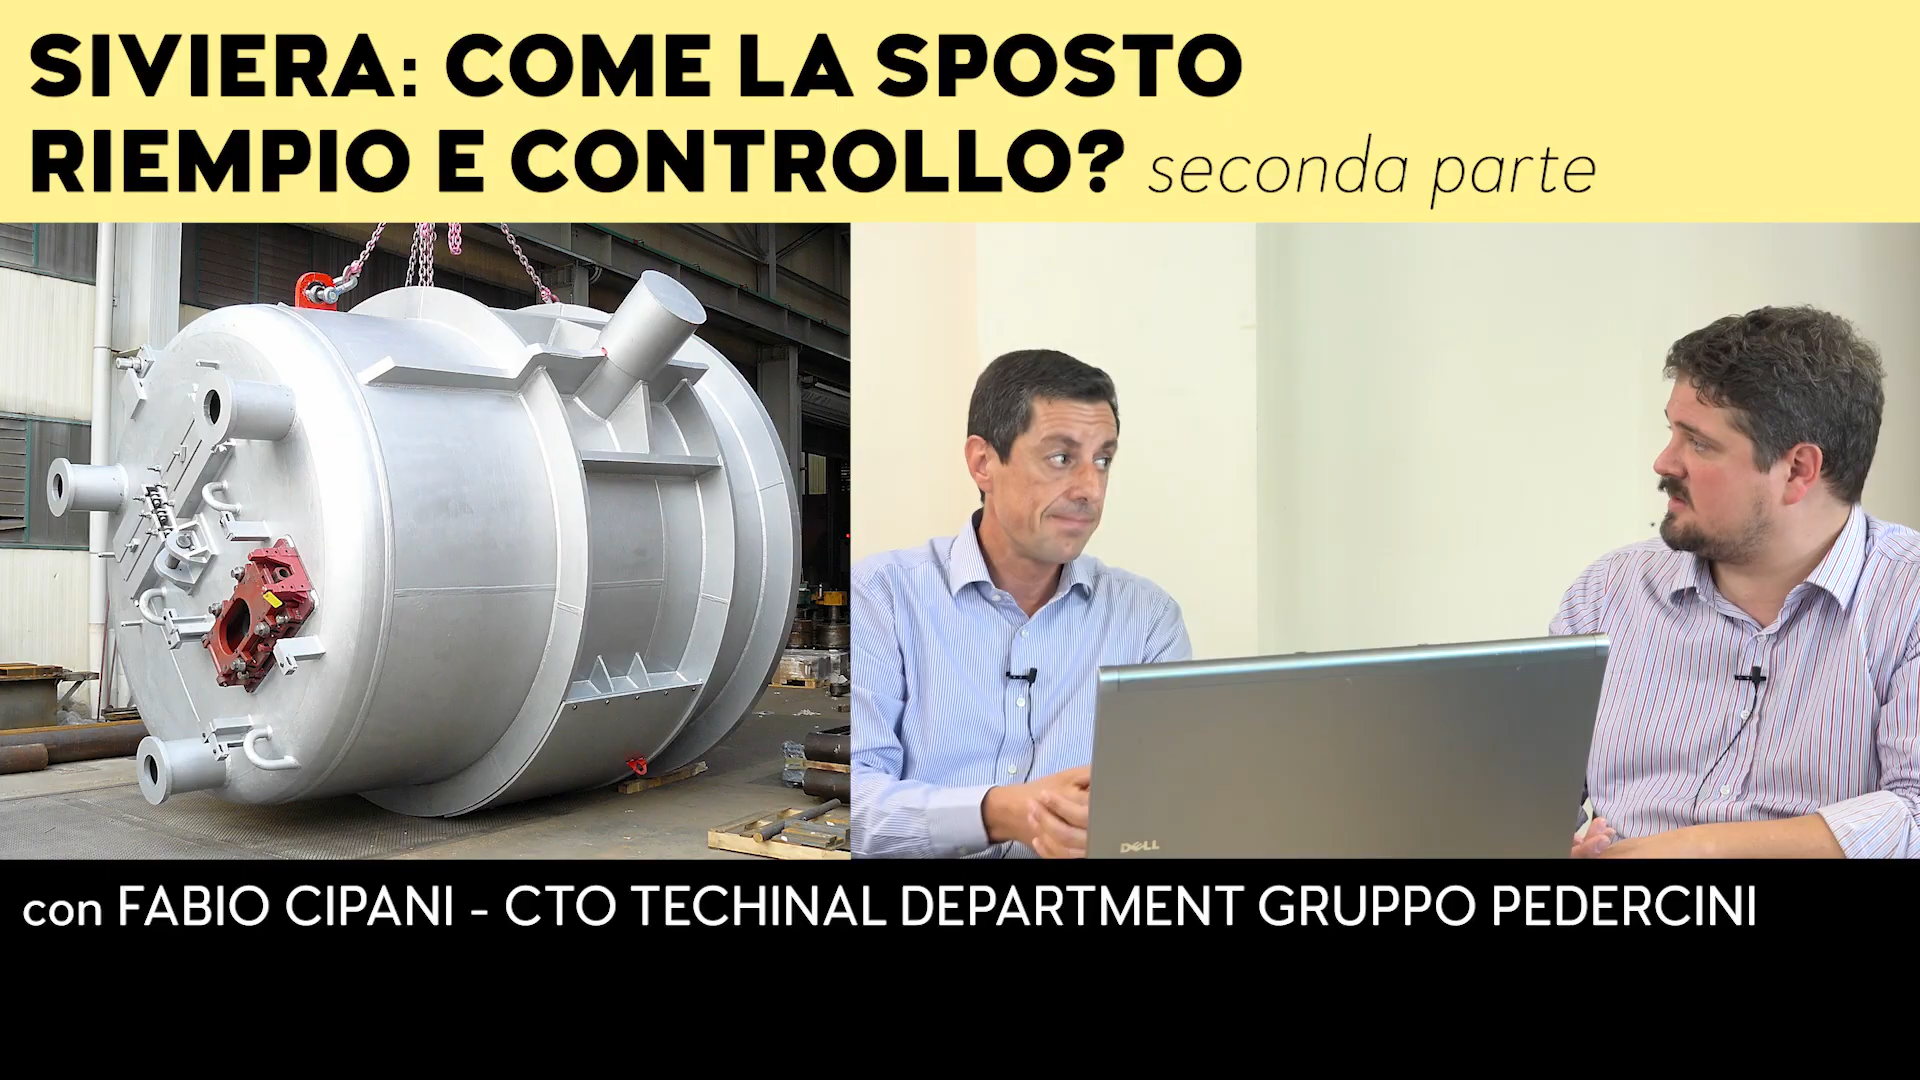 SIVIERA: COME LA SPOSTO
RIEMPIO E CONTROLLO? seconda parte
DELL
con FABIO CIPANI - CTO TECHINAL DEPARTMENT GRUPPO PEDERCINI